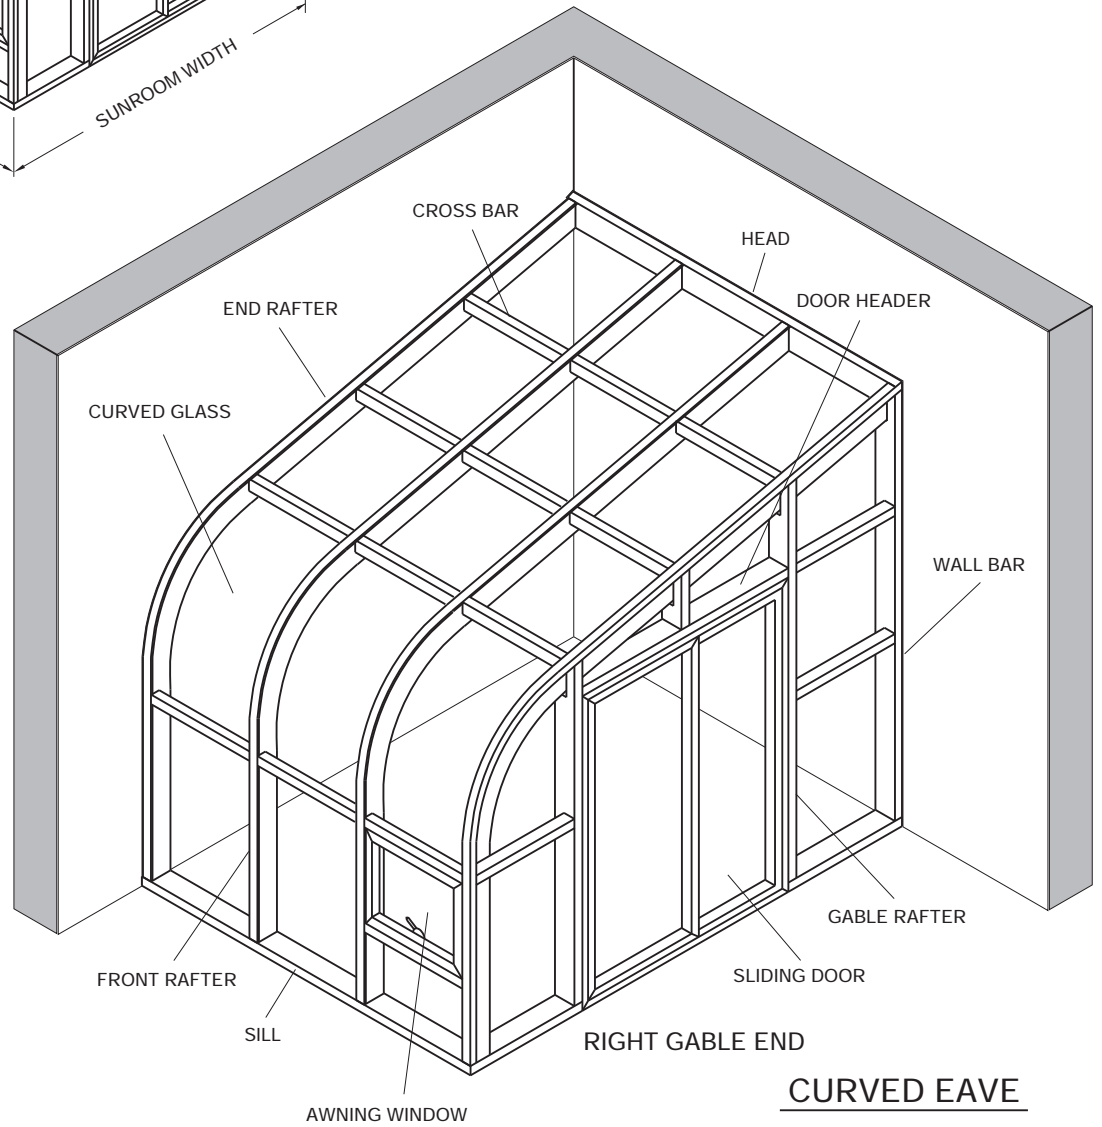 SUNROOM WIDTH
CROSS BAR
HEAD
END RAFTER
DOOR HEADER
CURVED GLASS
WALL BAR
GABLE RAFTER
FRONT RAFTER
SLIDING DOOR
SILL
RIGHT GABLE END
CURVED EAVE
AWNING WINDOW